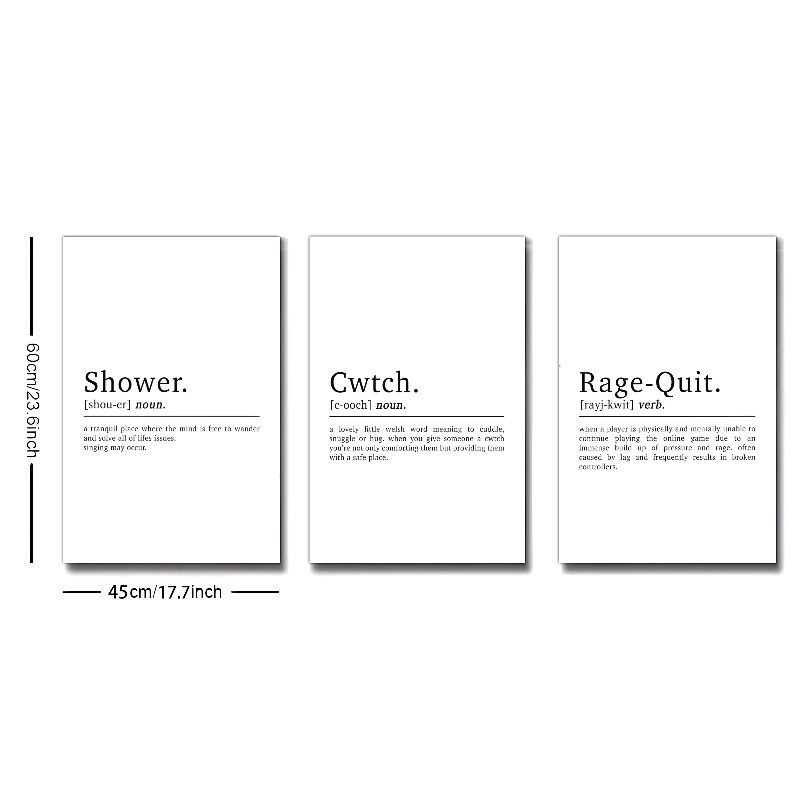 60cm/23.6inch
Shower.
[shou-er] noun.
a tranquil place where the mind is free to wander
and solve all of lifes issues.
singing may occur.
Cwtch.
[c-ooch] noun.
a lovely little welsh word meaning to cuddle,
snuggle or hug. when you give someone a cwtch
you're not only comforting them but providing them
with a safe place.
Rage-Quit.
[rayj-kwit] verb.
when a player is physically and mentally unable to
continue playing the online game due to an
immense build up of pressure and rage. often
caused by lag and frequently results in broken
controllers.
45cm/17.7inch